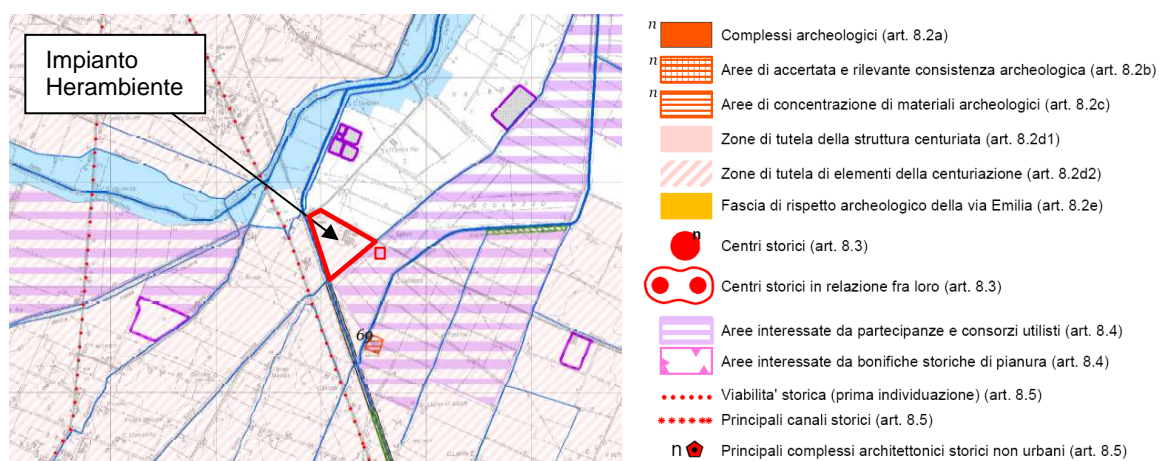 Impianto
Herambiente
69
n Complessi archeologici (art. 8.2a)
n Aree di accertata e rilevante consistenza archeologica (art. 8.2b)
n Aree di concentrazione di materiali archeologici (art. 8.2c)
Zone di tutela della struttura centuriata (art. 8.2d1)
Zone di tutela di elementi della centuriazione (art. 8.2d2)
Fascia di rispetto archeologico della via Emilia (art. 8.2e)
n Centri storici (art. 8.3)
Centri storici in relazione fra loro (art. 8.3)
Aree interessate da partecipanze e consorzi utilisti (art. 8.4)
Aree interessate da bonifiche storiche di pianura (art. 8.4)
Viabilita' storica (prima individuazione) (art. 8.5)
Principali canali storici (art. 8.5)
n Principali complessi architettonici storici non urbani (art. 8.5)